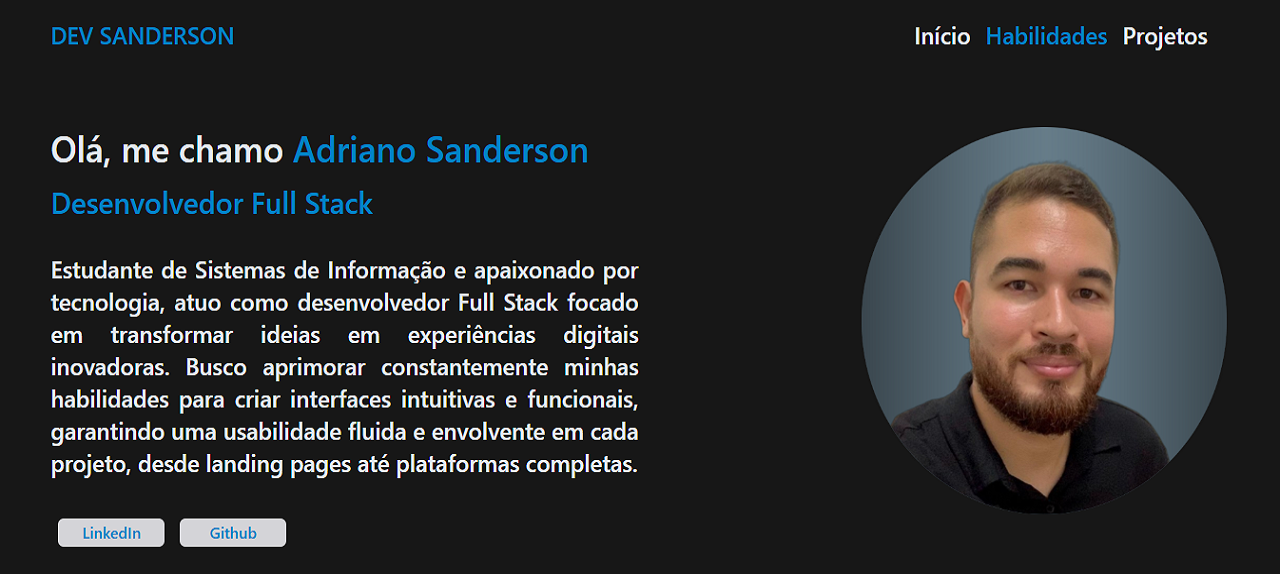 DEV SANDERSON
Início Habilidades Projetos
Olá, me chamo Adriano Sanderson
Desenvolvedor Full Stack
Estudante de Sistemas de Informação e apaixonado por
tecnologia, atuo como desenvolvedor Full Stack focado
em transformar ideias em experiências digitais
inovadoras. Busco aprimorar constantemente minhas
habilidades para criar interfaces intuitivas e funcionais,
garantindo uma usabilidade fluida e envolvente em cada
projeto, desde landing pages até plataformas completas.
LinkedIn Github